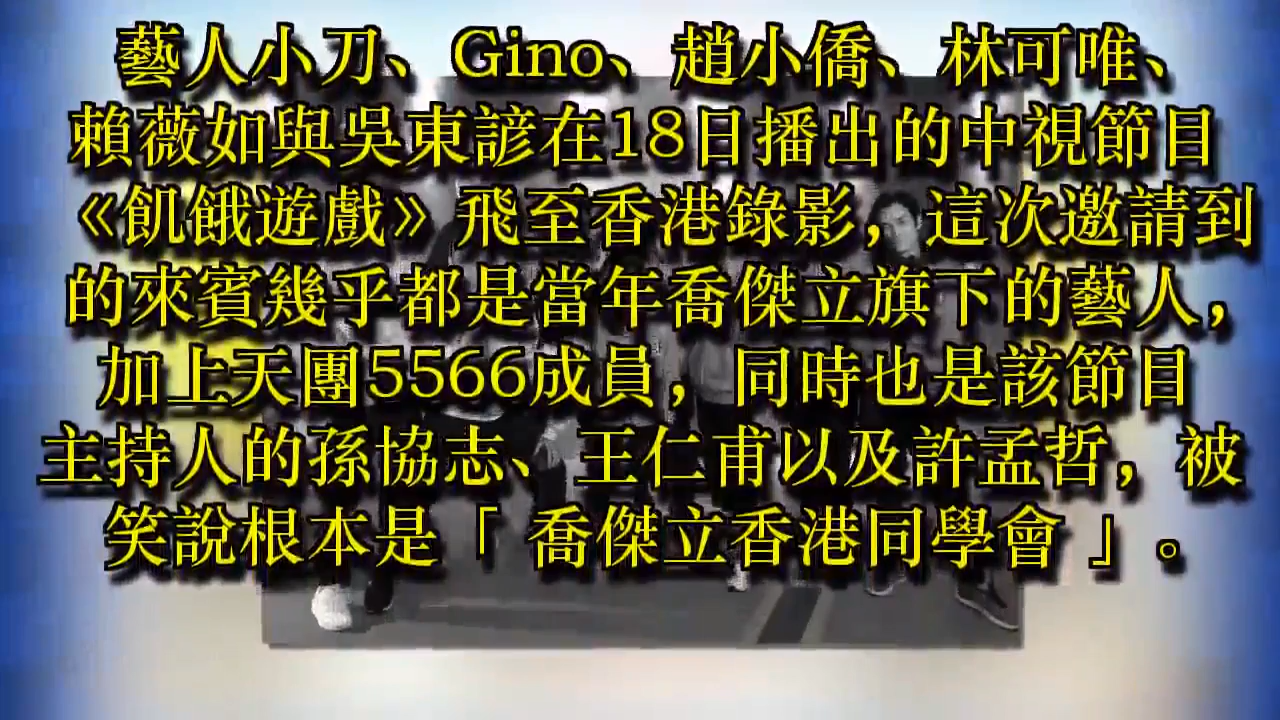 藝人小刀、Gino、趙小僑、林可唯、
賴薇如與吳東諺在18日播出的中視節目
《飢餓遊戲》飛至香港錄影，這次邀請到
的來賓幾乎都是當年喬傑立旗下的藝人，
加上天團5566成員，同時也是該節目
主持人的孫協志、王仁甫以及許孟哲，被
笑說根本是「 喬傑立香港同學會 」。